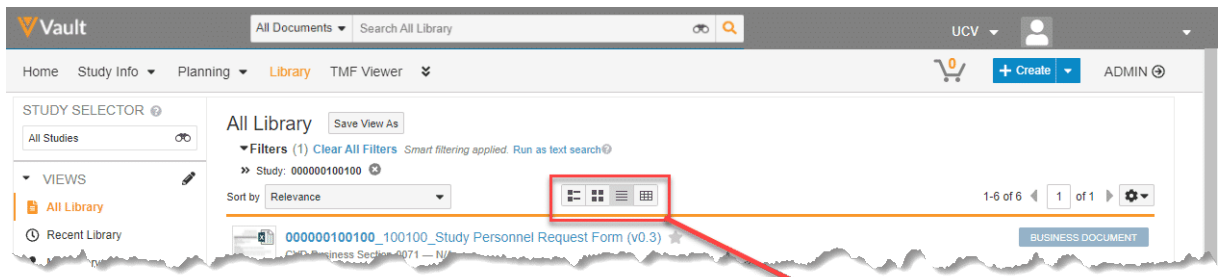 Vault
All Documents Search All Library
UCV
Home Study Info Planning Library TMF Viewer
0
+ Create
ADMIN
STUDY SELECTOR
All Studies
VIEWS
All Library
Recent Library
All Library Save View As
Filters (1) Clear All Filters Smart filtering applied. Run as text search
Study: 000000100100
Sort by Relevance
1-6 of 6 1 of 1
000000100100_100100_Study Personnel Request Form (v0.3)
BUSINESS DOCUMENT